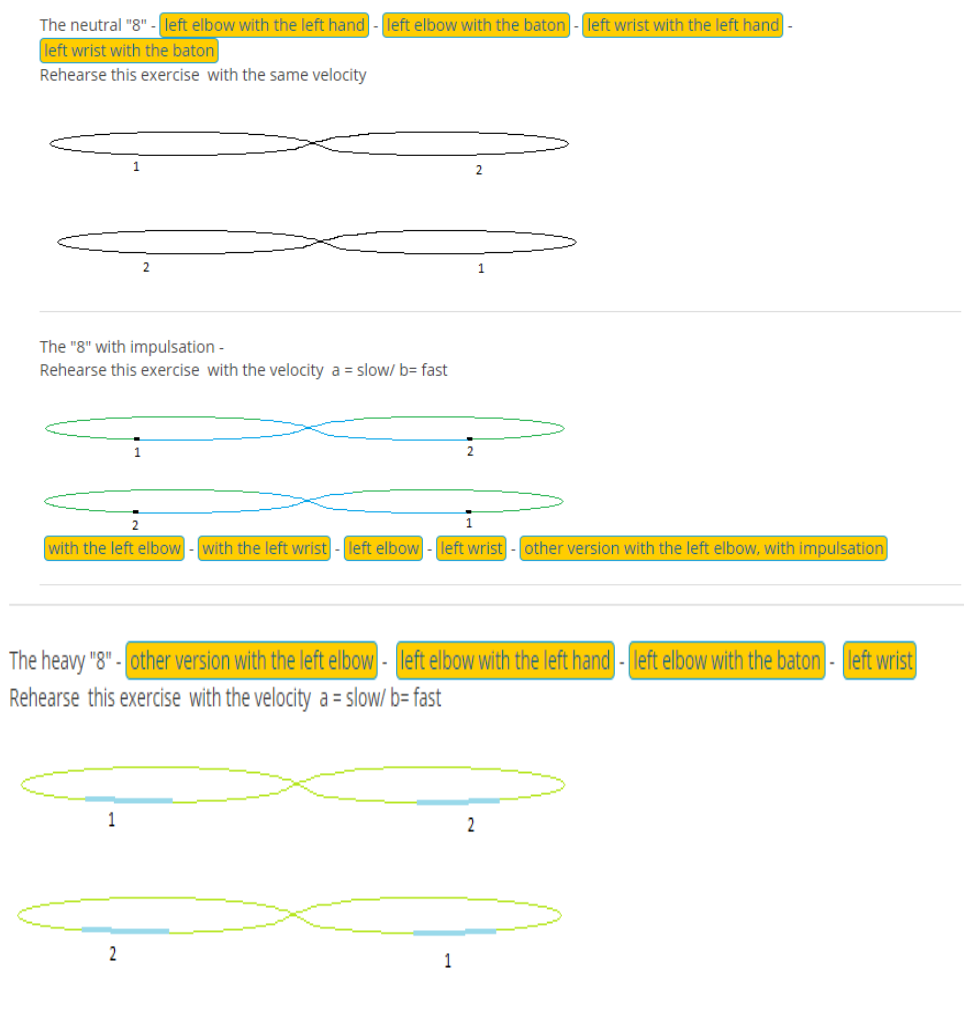 The neutral "8" - left elbow with the left hand - left elbow with the baton - left wrist with the left hand -
left wrist with the baton
Rehearse this exercise with the same velocity
1 2
2 1
The "8" with impulsation -
Rehearse this exercise with the velocity a = slow/ b= fast
1 2
2 1
with the left elbow - with the left wrist - left elbow - left wrist - other version with the left elbow, with impulsation
The heavy "8" - other version with the left elbow - left elbow with the left hand - left elbow with the baton - left wrist
Rehearse this exercise with the velocity a = slow/ b= fast
1 2
2 1